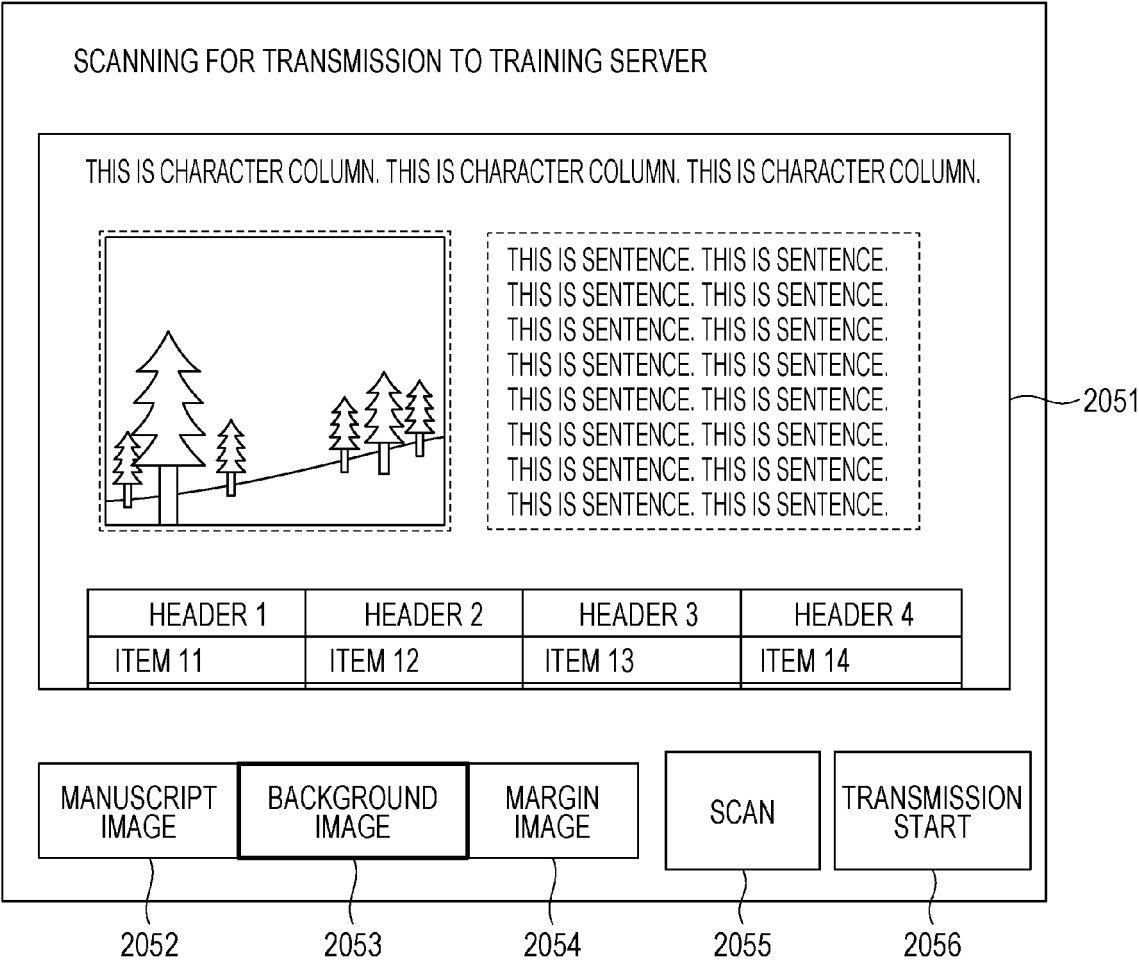 SCANNING FOR TRANSMISSION TO TRAINING SERVER
THIS IS CHARACTER COLUMN. THIS IS CHARACTER COLUMN. THIS IS CHARACTER COLUMN.
THIS IS SENTENCE. THIS IS SENTENCE.
THIS IS SENTENCE. THIS IS SENTENCE.
THIS IS SENTENCE. THIS IS SENTENCE.
THIS IS SENTENCE. THIS IS SENTENCE.
THIS IS SENTENCE. THIS IS SENTENCE.
THIS IS SENTENCE. THIS IS SENTENCE.
THIS IS SENTENCE. THIS IS SENTENCE.
THIS IS SENTENCE. THIS IS SENTENCE.
2051
HEADER 1 HEADER 2 HEADER 3 HEADER 4
ITEM 11 ITEM 12 ITEM 13 ITEM 14
MANUSCRIPT
IMAGE
BACKGROUND
IMAGE
MARGIN
IMAGE
SCAN
TRANSMISSION
START
2052 2053 2054 2055 2056